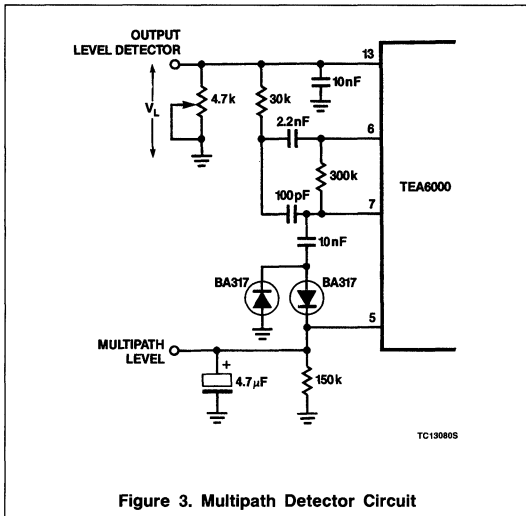 OUTPUT
LEVEL DETECTOR
13
10nF
VL
4.7k
30k
2.2nF
6
300k
TEA6000
100pF
7
10nF
BA317
BA317
5
MULTIPATH
LEVEL
+
4.7μF
150k
TC13080S
Figure 3. Multipath Detector Circuit